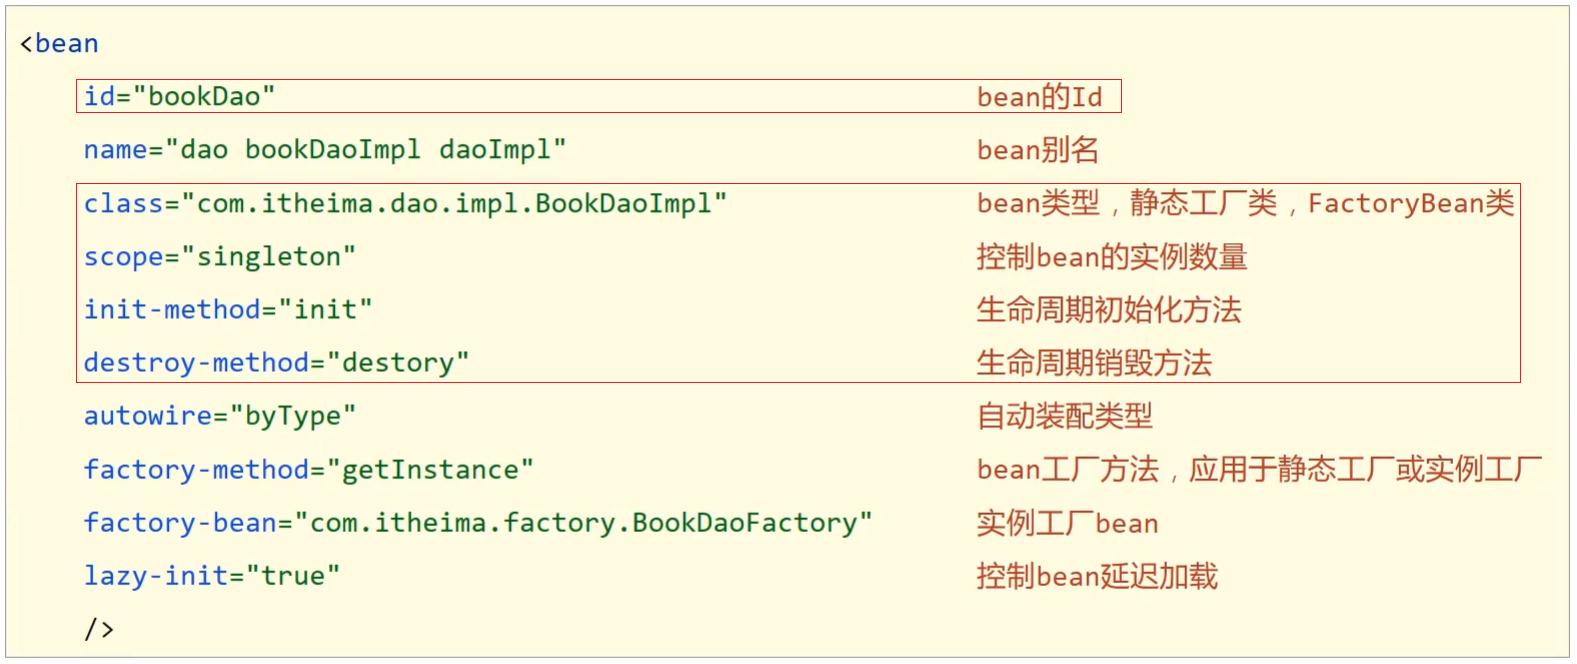 <bean
id="bookDao" bean的Id
name="dao bookDaoImpl daoImpl" bean别名
class="com.itheima.dao.impl.BookDaoImpl" bean类型，静态工厂类，FactoryBean类
scope="singleton" 控制bean的实例数量
init-method="init" 生命周期初始化方法
destroy-method="destory" 生命周期销毁方法
autowire="byType" 自动装配类型
factory-method="getInstance" bean工厂方法，应用于静态工厂或实例工厂
factory-bean="com.itheima.factory.BookDaoFactory" 实例工厂bean
lazy-init="true" 控制bean延迟加载
/>